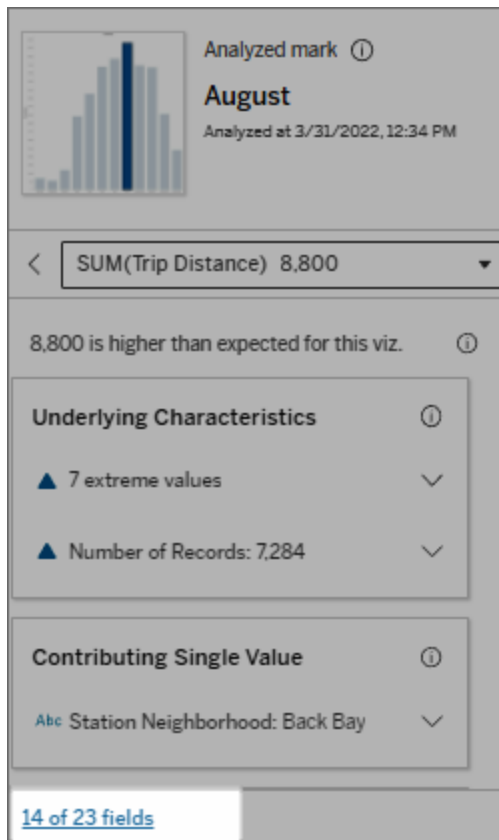 Analyzed mark
August
Analyzed at 3/31/2022, 12:34 PM
SUM(Trip Distance) 8,800
8,800 is higher than expected for this viz.
Underlying Characteristics
7 extreme values
Number of Records: 7,284
Contributing Single Value
Abc Station Neighborhood: Back Bay
14 of 23 fields